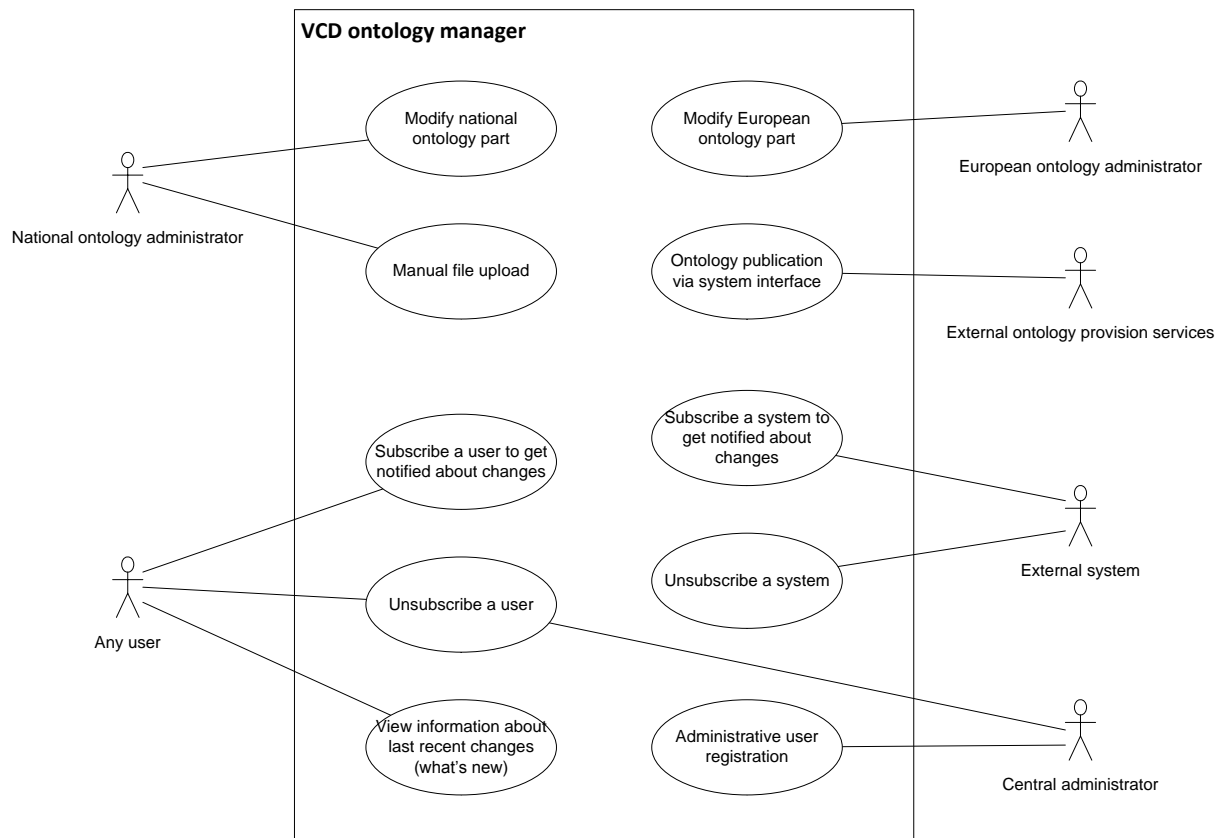 VCD ontology manager
Modify national
ontology part
Modify European
ontology part
National ontology administrator
European ontology administrator
Manual file upload
Ontology publication
via system interface
External ontology provision services
Subscribe a user to get
notified about changes
Subscribe a system to
get notified about
changes
Any user
Unsubscribe a user
Unsubscribe a system
External system
View information about
last recent changes
(what's new)
Administrative user
registration
Central administrator